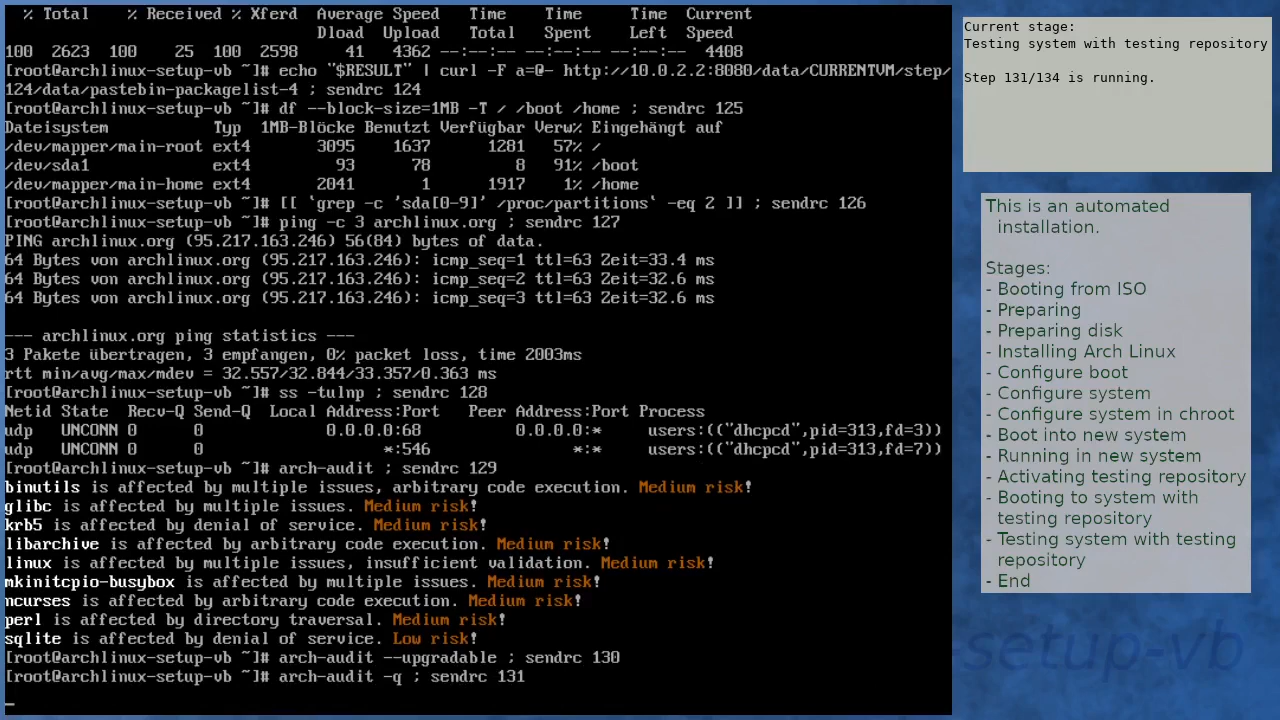 % Total    % Received % Xferd  Average Speed   Time    Time     Time  Current
                                 Dload  Upload   Total   Spent    Left  Speed
100  2623  100    25  100  2598     41   4362 --:--:-- --:--:-- --:--:--  4408
[root@archlinux-setup-vb ~]# echo "$RESULT" | curl -F a=@- http://10.0.2.2:8080/data/CURRENTVM/step/
124/data/pastebin-packagelist-4 ; sendrc 124
[root@archlinux-setup-vb ~]# df --block-size=1MB -T / /boot /home ; sendrc 125
Dateisystem           Typ  1MB-Blöcke Benutzt Verfügbar Verw% Eingehängt auf
/dev/mapper/main-root ext4       3095    1637      1281   57% /
/dev/sda1             ext4         93      78         8   91% /boot
/dev/mapper/main-home ext4       2041       1      1917    1% /home
[root@archlinux-setup-vb ~]# [[ `grep -c 'sda[0-9]' /proc/partitions` -eq 2 ]] ; sendrc 126
[root@archlinux-setup-vb ~]# ping -c 3 archlinux.org ; sendrc 127
PING archlinux.org (95.217.163.246) 56(84) bytes of data.
64 Bytes von archlinux.org (95.217.163.246): icmp_seq=1 ttl=63 Zeit=33.4 ms
64 Bytes von archlinux.org (95.217.163.246): icmp_seq=2 ttl=63 Zeit=32.6 ms
64 Bytes von archlinux.org (95.217.163.246): icmp_seq=3 ttl=63 Zeit=32.6 ms
--- archlinux.org ping statistics ---
3 Pakete übertragen, 3 empfangen, 0% packet loss, time 2003ms
rtt min/avg/max/mdev = 32.557/32.844/33.357/0.363 ms
[root@archlinux-setup-vb ~]# ss -tulnp ; sendrc 128
Netid State  Recv-Q Send-Q  Local Address:Port   Peer Address:Port Process
udp   UNCONN 0      0             0.0.0.0:68          0.0.0.0:*     users:(("dhcpcd",pid=313,fd=3))
udp   UNCONN 0      0                   *:546               *:*     users:(("dhcpcd",pid=313,fd=7))
[root@archlinux-setup-vb ~]# arch-audit ; sendrc 129
binutils is affected by multiple issues, arbitrary code execution. Medium risk!
glibc is affected by multiple issues. Medium risk!
krb5 is affected by denial of service. Medium risk!
libarchive is affected by arbitrary code execution. Medium risk!
linux is affected by multiple issues, insufficient validation. Medium risk!
mkinitcpio-busybox is affected by multiple issues. Medium risk!
ncurses is affected by arbitrary code execution. Medium risk!
perl is affected by directory traversal. Medium risk!
sqlite is affected by denial of service. Low risk!
[root@archlinux-setup-vb ~]# arch-audit --upgradable ; sendrc 130
[root@archlinux-setup-vb ~]# arch-audit -q ; sendrc 131
_
Current stage:
Testing system with testing repository
Step 131/134 is running.
This is an automated
installation.
Stages:
- Booting from ISO
- Preparing
- Preparing disk
- Installing Arch Linux
- Configure boot
- Configure system
- Configure system in chroot
- Boot into new system
- Running in new system
- Activating testing repository
- Booting to system with
testing repository
- Testing system with testing
repository
- End
-setup-vb